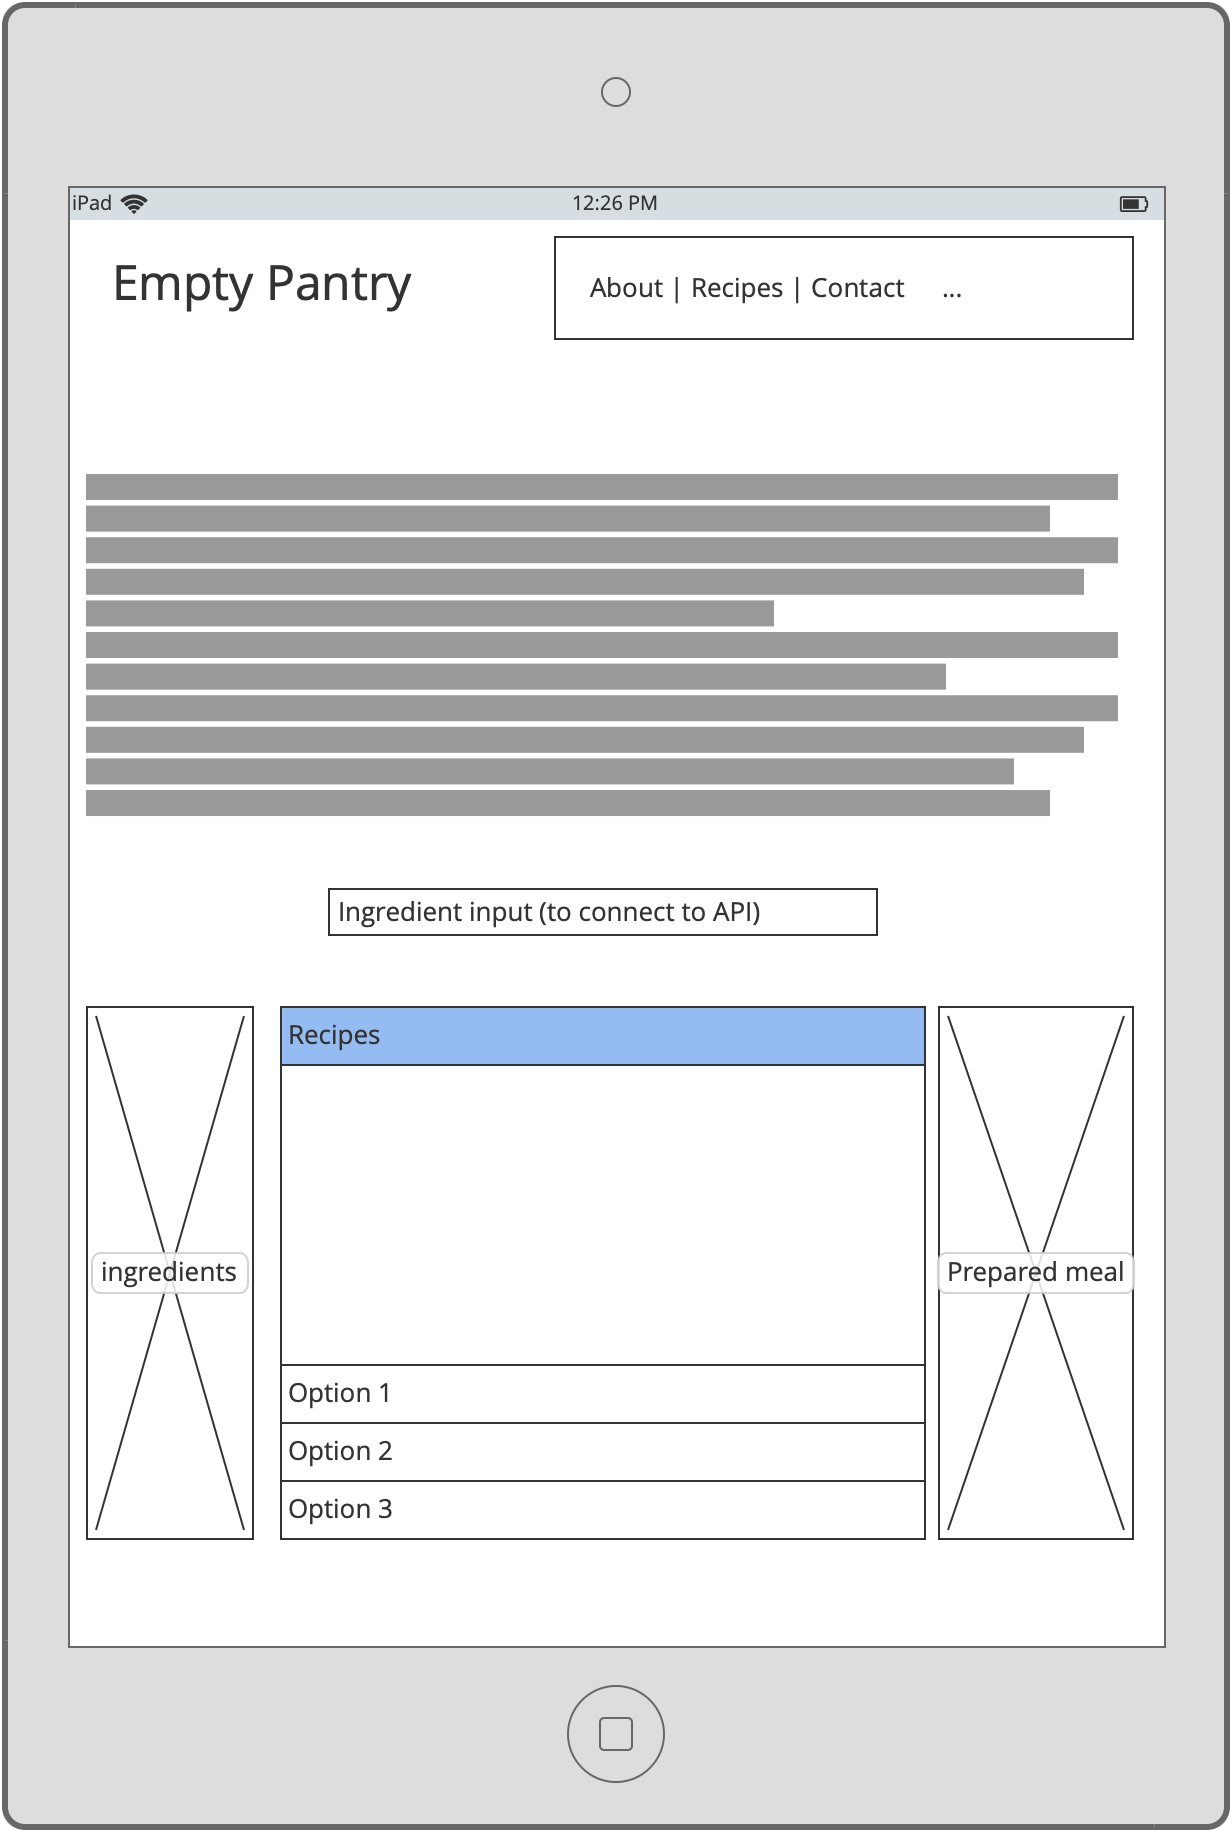 iPad
12:26 PM
Empty Pantry
About | Recipes | Contact ...
Ingredient input (to connect to API)
Recipes
ingredients
Prepared meal
Option 1
Option 2
Option 3